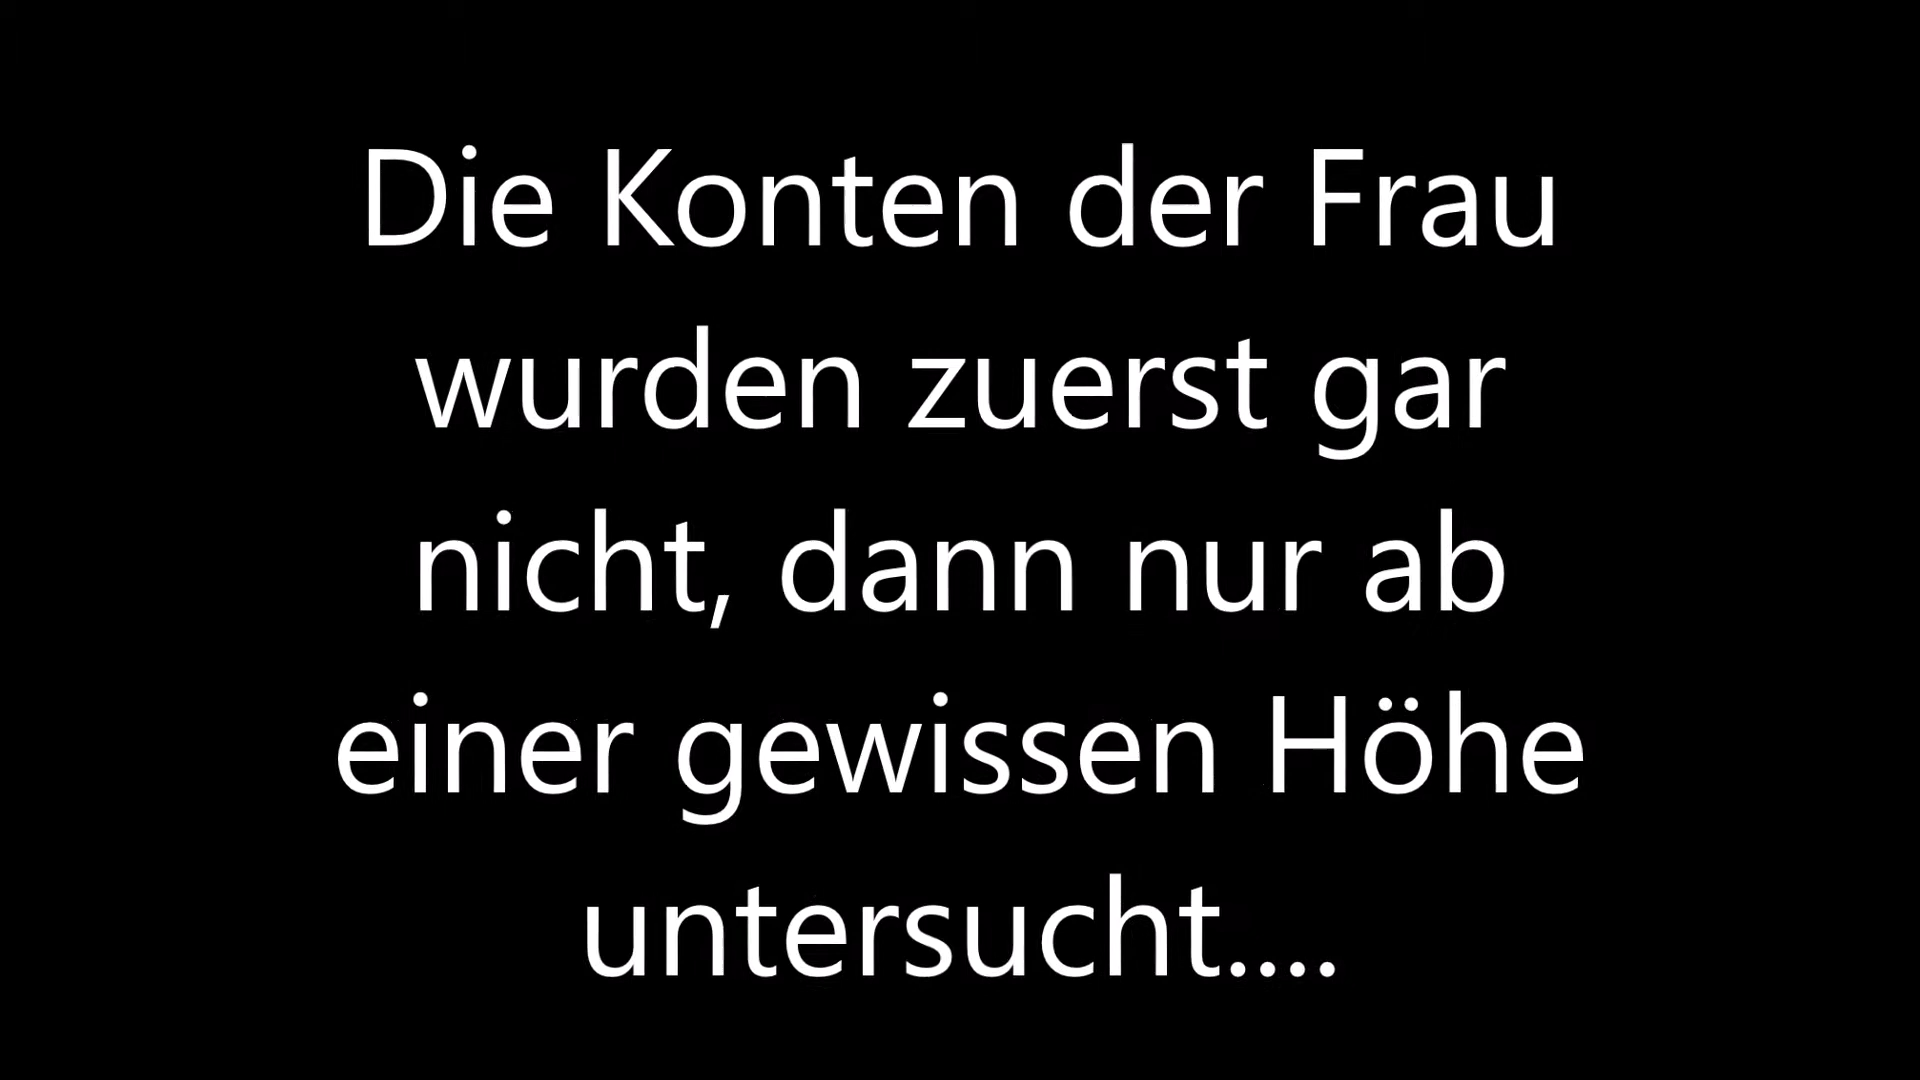 Die Konten der Frau
wurden zuerst gar
nicht, dann nur ab
einer gewissen Höhe
untersucht....